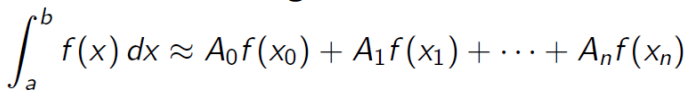 ∫_a^b f(x) dx ≈ A₀f(x₀) + A₁f(x₁) + ··· + Aₙf(xₙ)